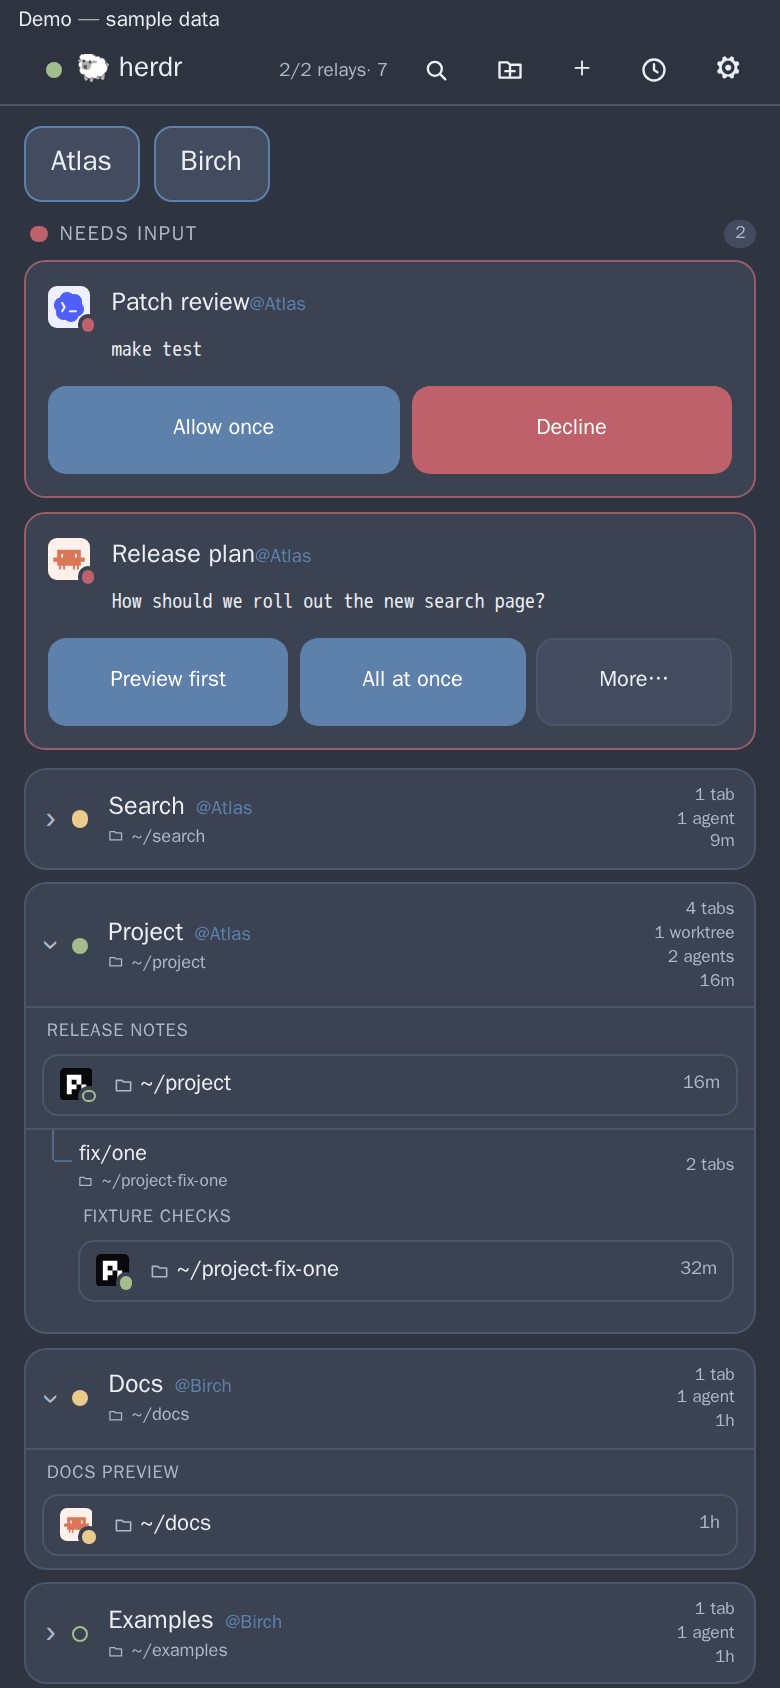 Demo — sample data
herdr 2/2 relays· 7
Atlas Birch
NEEDS INPUT 2
Patch review@Atlas
make test
Allow once Decline
Release plan@Atlas
How should we roll out the new search page?
Preview first All at once More···
Search @Atlas
~/search
1 tab
1 agent
9m
Project @Atlas
~/project
4 tabs
1 worktree
2 agents
16m
RELEASE NOTES
~/project 16m
fix/one
~/project-fix-one
2 tabs
FIXTURE CHECKS
~/project-fix-one 32m
Docs @Birch
~/docs
1 tab
1 agent
1h
DOCS PREVIEW
~/docs 1h
Examples @Birch
~/examples
1 tab
1 agent
1h